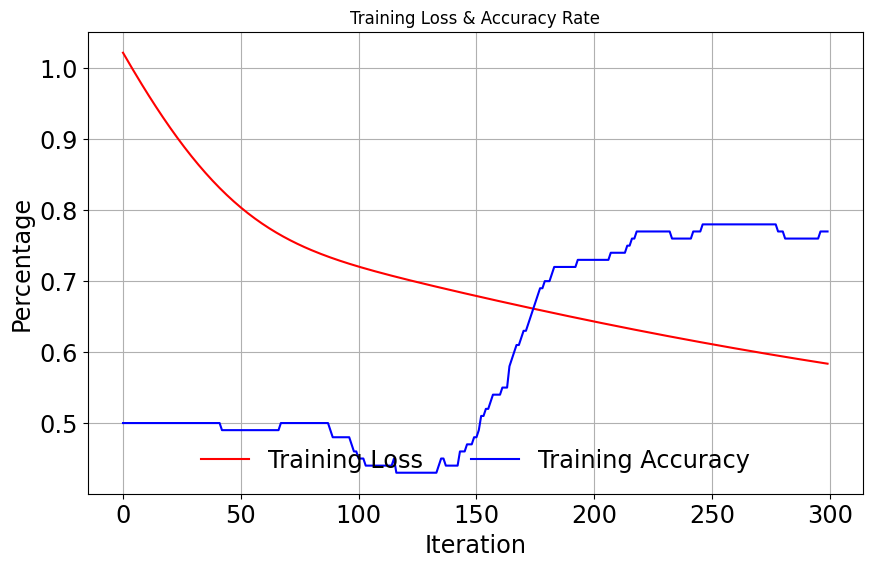 Training Loss & Accuracy Rate
Percentage
1.0
0.9
0.8
0.7
0.6
0.5
Training Loss
Training Accuracy
0 50 100 150 200 250 300
Iteration